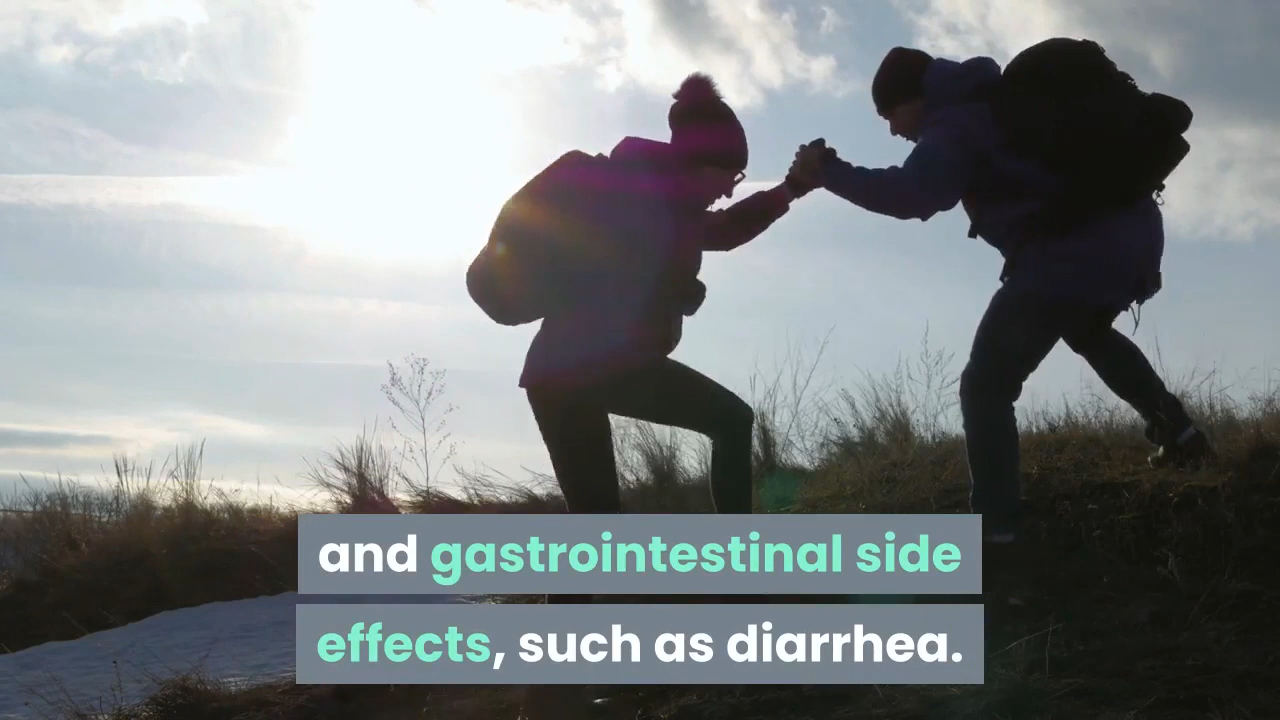 and gastrointestinal side
effects, such as diarrhea.